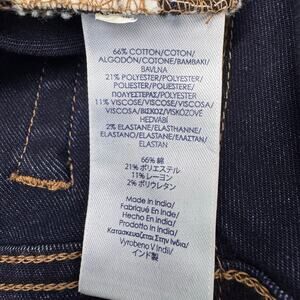 66% COTTON/COTON/
ALGODÓN/COTONE/BAMBAKI/
BAVLNA
21% POLYESTER/POLYESTER/
POLIÉSTER/POLIESTERE/
ΠΟΛΥΕΣΤΕΡΑΣ/POLYESTER
11% VISCOSE/VISCOSE/VISCOSA/
VISCOSA/ΒΙΣΚΟΖ/VISKÓZOVÉ
HEDVÁBÍ
2% ELASTANE/ELASTHANNE/
ELASTANO/ELASTANE/ΕΛΑΣΤΑΝ/
ELASTAN
66% 綿
21% ポリエステル
11% レーヨン
2% ポリウレタン
Made In India/
Fabriqué En Inde/
Hecho En India/
Prodotto In India/
Κατασκευάζεται Στην Ινδία/
Vyrobeno V Indii/
インド製